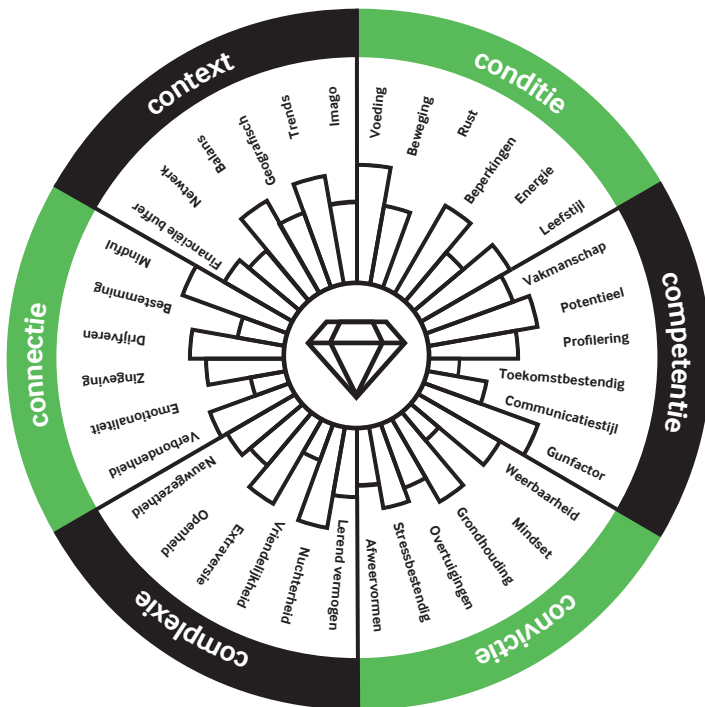 conditie
Voeding
Beweging
Rust
Beperkingen
Energie
Leefstijl
competentie
Vakmanschap
Potentieel
Profilering
Toekomstbestendig
Communicatiestijl
Gunfactor
convictie
Weerbaarheid
Mindset
Grondhouding
Overtuigingen
Stressbestendig
Afweervormen
complexie
Lerend vermogen
Nuchterheid
Vriendelijkheid
Extraversie
Openheid
Nauwgezetheid
connectie
Verbondenheid
Emotionaliteit
Zingeving
Drijfveren
Bestemming
Mindful
context
Financiële buffer
Netwerk
Balans
Geografisch
Trends
Imago